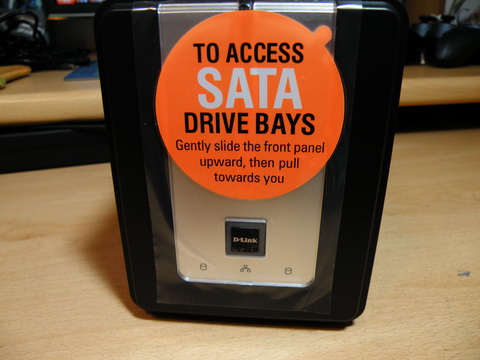 TO ACCESS
SATA
DRIVE BAYS
Gently slide the front panel
upward, then pull
towards you
D-Link